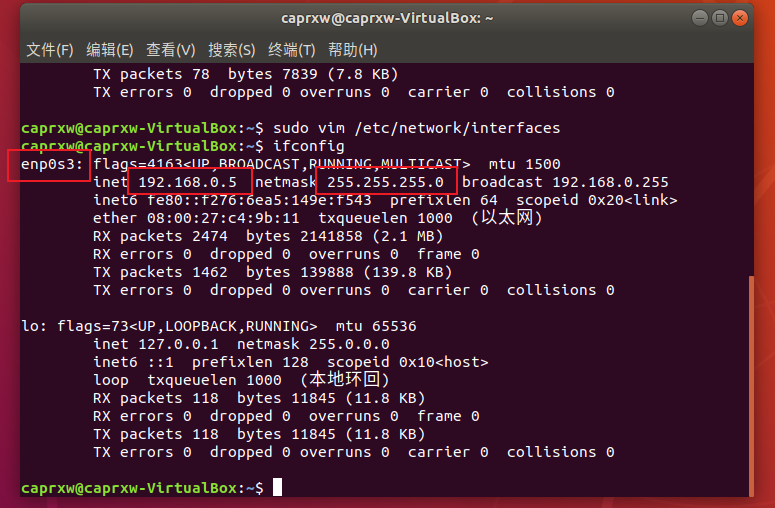 caprxw@caprxw-VirtualBox: ~
文件(F) 编辑(E) 查看(V) 搜索(S) 终端(T) 帮助(H)
TX packets 78  bytes 7839 (7.8 KB)
TX errors 0  dropped 0 overruns 0  carrier 0  collisions 0
caprxw@caprxw-VirtualBox:~$ sudo vim /etc/network/interfaces
caprxw@caprxw-VirtualBox:~$ ifconfig
enp0s3: flags=4163<UP,BROADCAST,RUNNING,MULTICAST>  mtu 1500
inet 192.168.0.5  netmask 255.255.255.0  broadcast 192.168.0.255
inet6 fe80::f276:6ea5:149e:f543  prefixlen 64  scopeid 0x20<link>
ether 08:00:27:c4:9b:11  txqueuelen 1000  (以太网)
RX packets 2474  bytes 2141858 (2.1 MB)
RX errors 0  dropped 0  overruns 0  frame 0
TX packets 1462  bytes 139888 (139.8 KB)
TX errors 0  dropped 0 overruns 0  carrier 0  collisions 0
lo: flags=73<UP,LOOPBACK,RUNNING>  mtu 65536
inet 127.0.0.1  netmask 255.0.0.0
inet6 ::1  prefixlen 128  scopeid 0x10<host>
loop  txqueuelen 1000  (本地环回)
RX packets 118  bytes 11845 (11.8 KB)
RX errors 0  dropped 0  overruns 0  frame 0
TX packets 118  bytes 11845 (11.8 KB)
TX errors 0  dropped 0 overruns 0  carrier 0  collisions 0
caprxw@caprxw-VirtualBox:~$